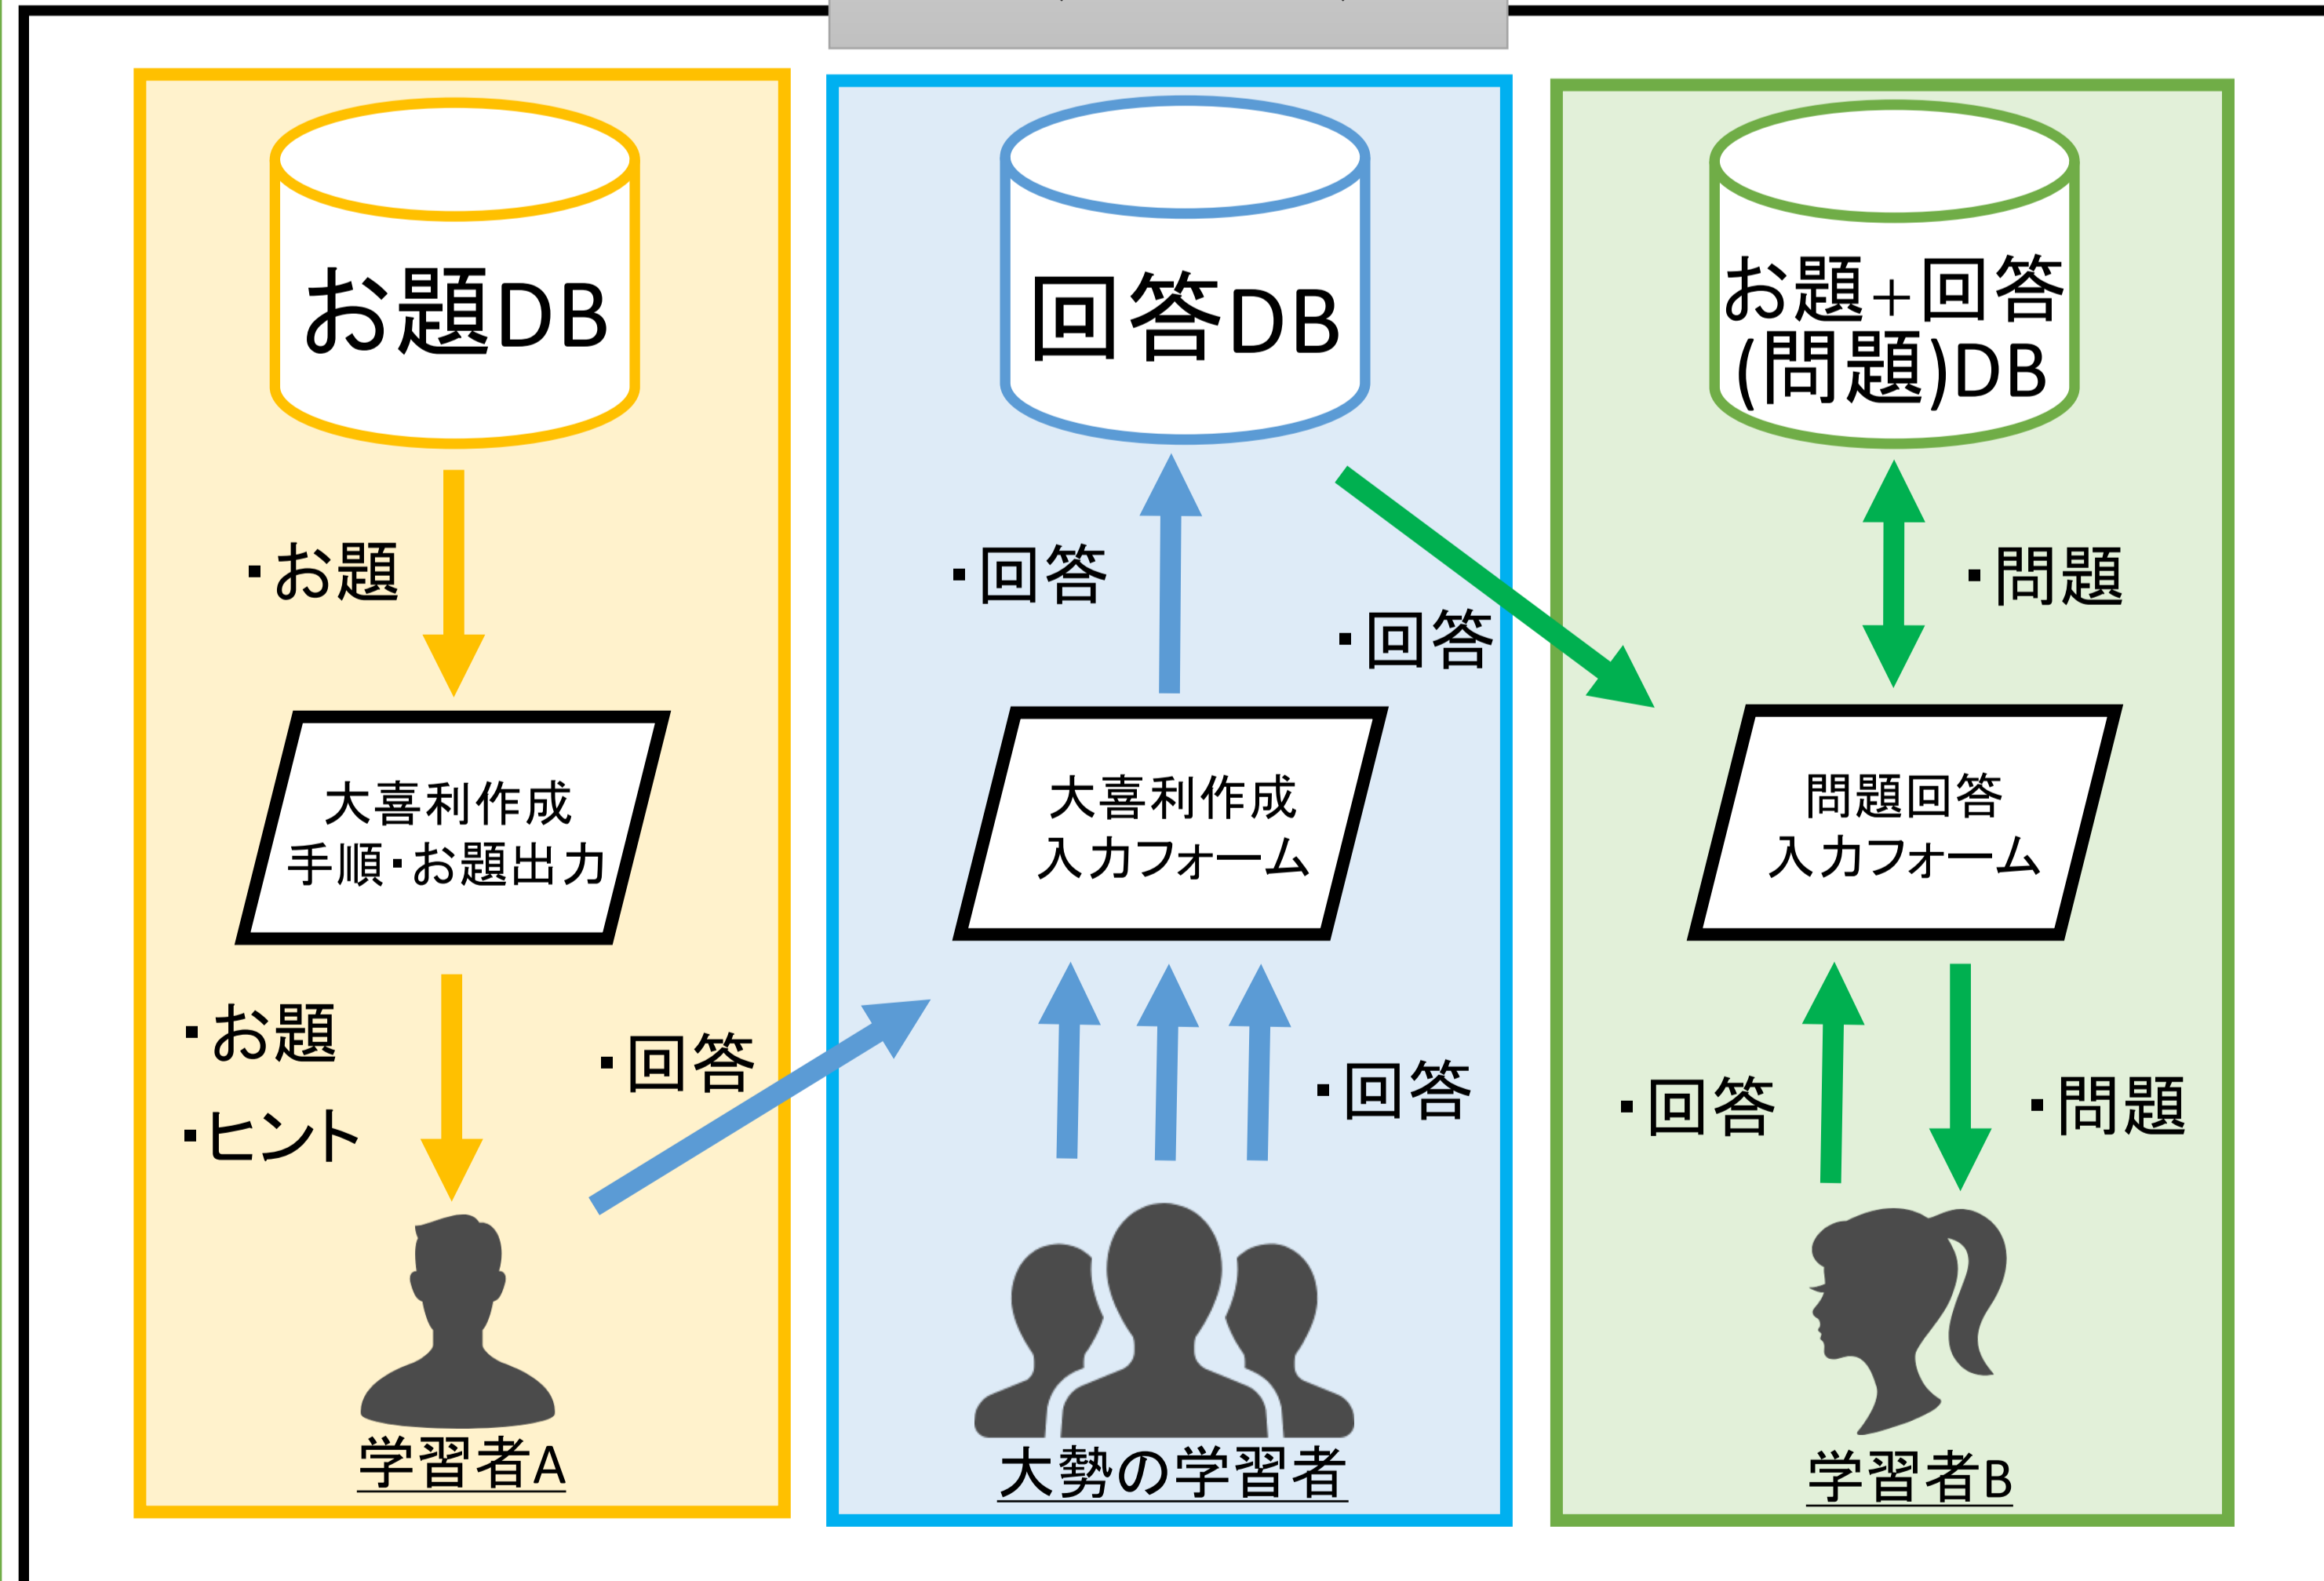 お題DB
・お題
大喜利作成
手順・お題出力
・お題
・ヒント
・回答
学習者A
回答DB
・回答
・回答
大喜利作成
入力フォーム
・回答
大勢の学習者
お題+回答
(問題)DB
・問題
問題回答
入力フォーム
・回答
・問題
学習者B